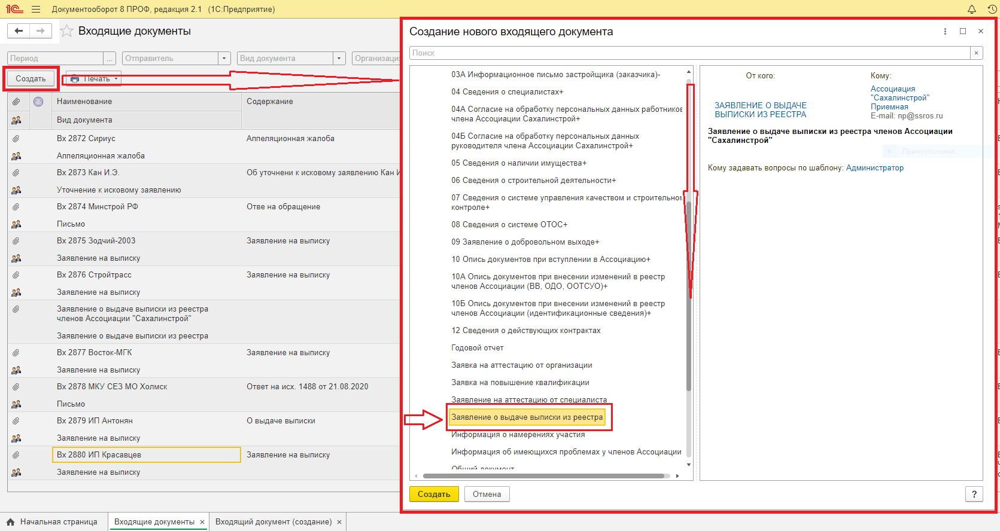 1С Документооборот 8 ПРОФ, редакция 2.1 (1С:Предприятие)
Входящие документы
Период ...
Отправитель
Вид документа
Организация
Создать
Печать
Наименование
Содержание
Вид документа
Вх 2872 Сириус
Аппеляционная жалоба
Аппеляционная жалоба
Вх 2873 Кан И.Э.
Об уточнени к исковому заявлению Кан И
Уточнение к исковому заявлению
Вх 2874 Минстрой РФ
Отве на обращение
Письмо
Вх 2875 Зодчий-2003
Заявление на выписку
Заявление на выписку
Вх 2876 Стройтрасс
Заявление на выписку
Заявление на выписку
Заявление о выдаче выписки из реестра
членов Ассоциации "Сахалинстрой"
Заявление о выдаче выписки из реестра
Вх 2877 Восток-МГК
Заявление на выписку
Заявление на выписку
Вх 2878 МКУ СЕЗ МО Холмск
Ответ на исх. 1488 от 21.08.2020
Письмо
Вх 2879 ИП Антонян
О выдаче выписки
Заявление на выписку
Вх 2880 ИП Красавцев
Заявление на выписку
Заявление на выписку
Создание нового входящего документа
Поиск
03А Информационное письмо застройщика (заказчика)-
04 Сведения о специалистах+
04А Согласие на обработку персональных данных работников
члена Ассоциации Сахалинстрой+
04Б Согласие на обработку персональных данных
руководителя члена Ассоциации Сахалинстрой+
05 Сведения о наличии имущества+
06 Сведения о строительной деятельности+
07 Сведения о системе управления качеством и строительном
контроле+
08 Сведения о системе ОТОС+
09 Заявление о добровольном выходе+
10 Опись документов при вступлении в Ассоциацию+
10А Опись документов при внесении изменений в реестр
членов Ассоциации (ВВ, ОДО, ООТСУО)+
10Б Опись документов при внесении изменений в реестр
членов Ассоциации (идентификационные сведения)+
12 Сведения о действующих контрактах
Годовой отчет
Заявка на аттестацию от организации
Заявка на повышение квалификации
Заявление на аттестацию от специалиста
Заявление о выдаче выписки из реестра
Информация о намерениях участия
Информация об имеющихся проблемах у членов Ассоциации
Общий документ
От кого:
Кому:
Ассоциация
"Сахалинстрой"
Приемная
E-mail: np@ssros.ru
ЗАЯВЛЕНИЕ О ВЫДАЧЕ
ВЫПИСКИ ИЗ РЕЕСТРА
Заявление о выдаче выписки из реестра членов Ассоциации
"Сахалинстрой"
Прямоугольник
Кому задавать вопросы по шаблону: Администратор
Создать
Отмена
?
Начальная страница
Входящие документы ×
Входящий документ (создание) ×